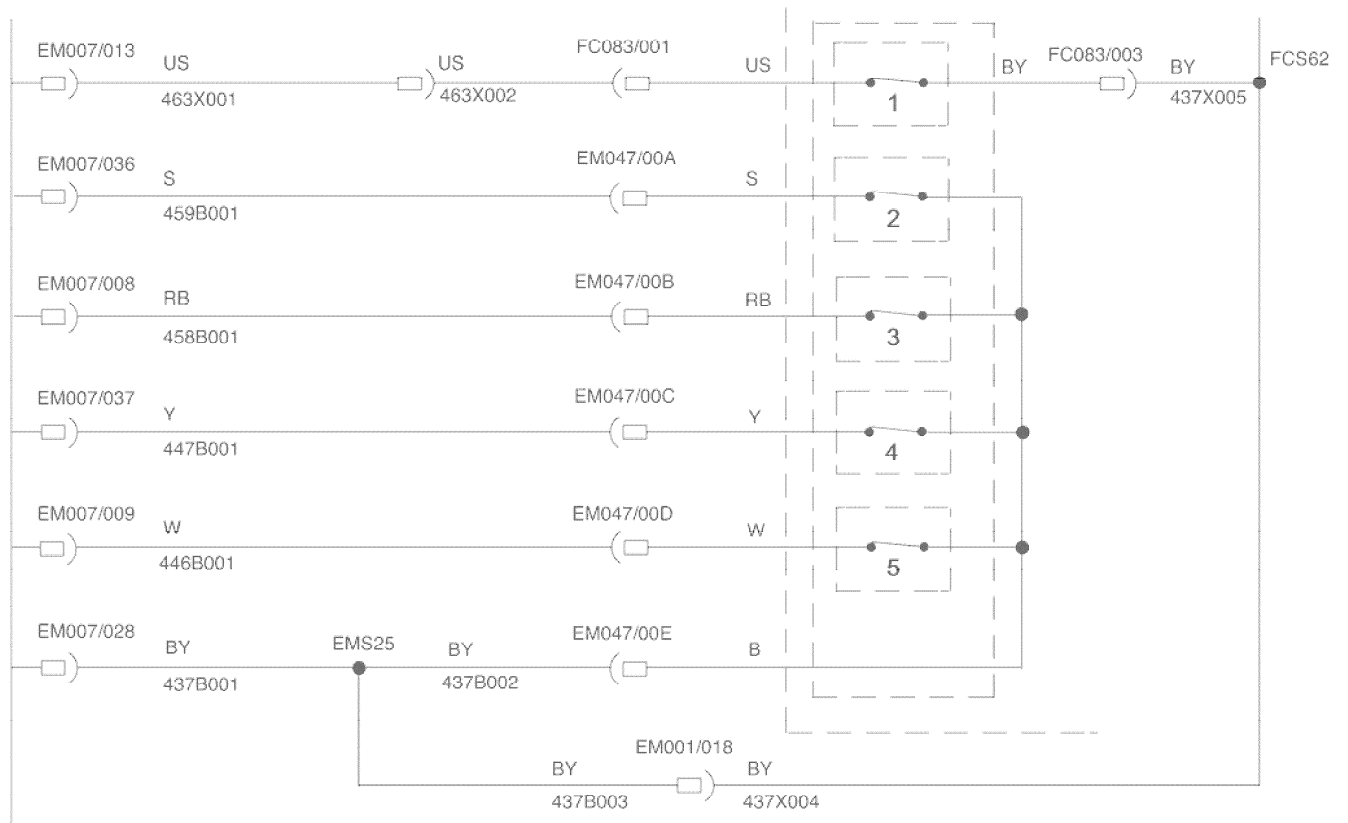 EM007/013
US
463X001
US
463X002
FC083/001
US
1
BY
FC083/003
BY
437X005
FCS62
EM007/036
S
459B001
EM047/00A
S
2
EM007/008
RB
458B001
EM047/00B
RB
3
EM007/037
Y
447B001
EM047/00C
Y
4
EM007/009
W
446B001
EM047/00D
W
5
EM007/028
BY
437B001
EMS25
BY
437B002
EM047/00E
B
BY
437B003
EM001/018
BY
437X004